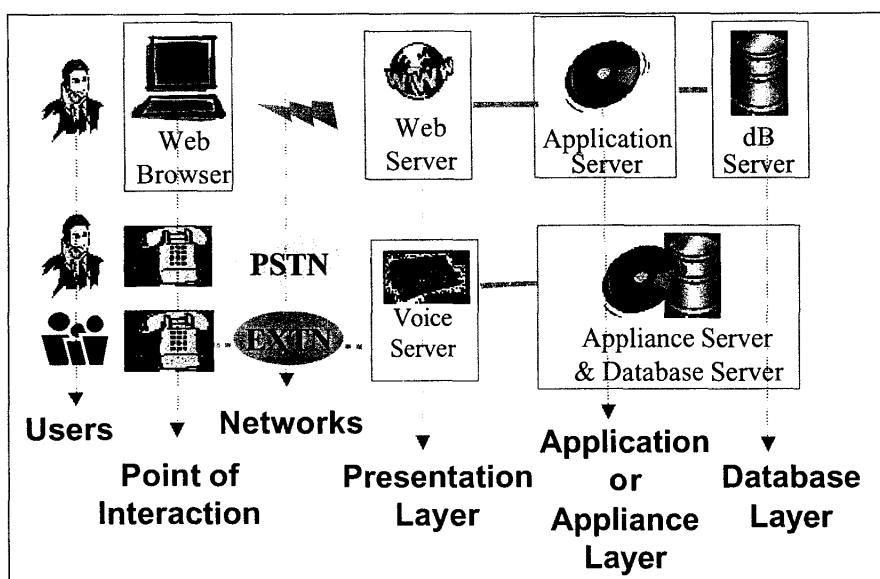 Web
Browser
Web
Server
Application
Server
dB
Server
PSTN
EXTN
Voice
Server
Appliance Server
& Database Server
Users
Networks
Point of
Interaction
Presentation
Layer
Application
or
Appliance
Layer
Database
Layer